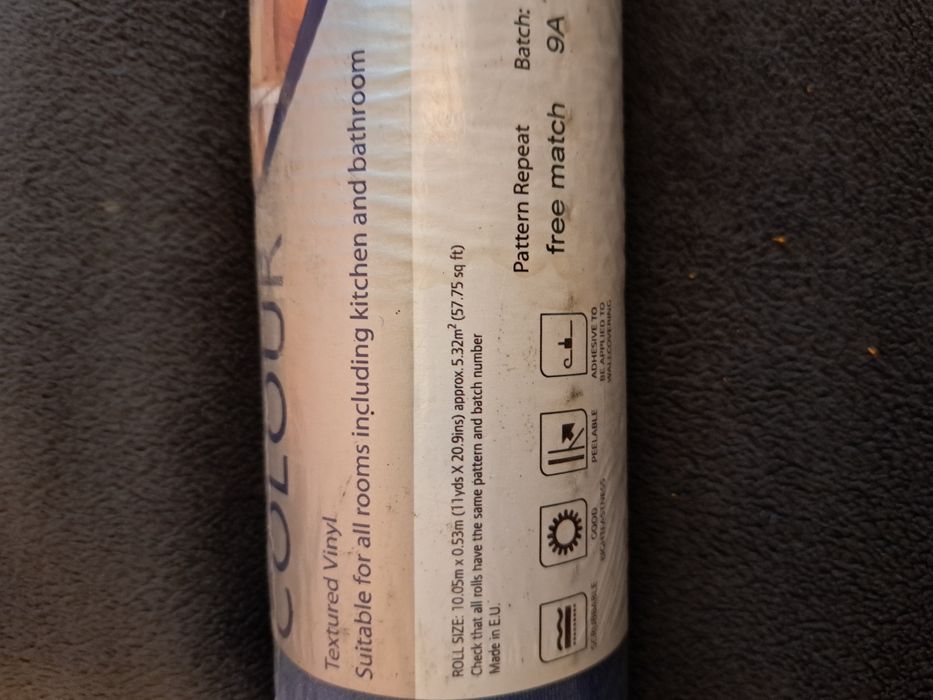 COLOUR
Textured Vinyl
Suitable for all rooms including kitchen and bathroom
ROLL SIZE: 10.05m x 0.53m (11yds X 20.9ins) approx. 5.32m² (57.75 sq ft)
Check that all rolls have the same pattern and batch number
Made in E.U.
Pattern Repeat
free match
Batch:
9A
SCRUBBABLE
GOOD
LIGHTFASTNESS
PEELABLE
ADHESIVE TO
BE APPLIED TO
WALLCOVERING